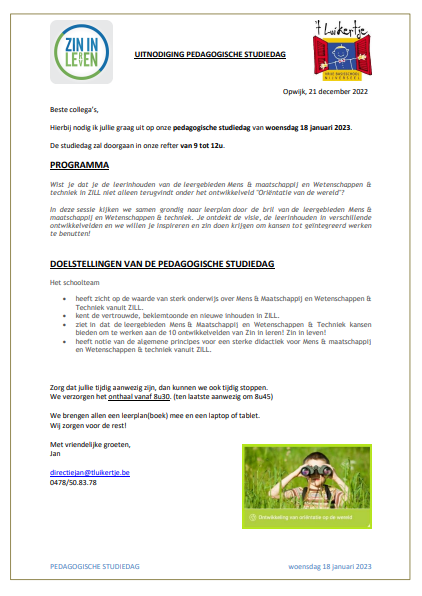 ZIN IN
LEREN
UITNODIGING PEDAGOGISCHE STUDIEDAG
't Luikertje
VRIJE BASISSCHOOL
NIJVERSEEL
Opwijk, 21 december 2022
Beste collega's,
Hierbij nodig ik jullie graag uit op onze pedagogische studiedag van woensdag 18 januari 2023.
De studiedag zal doorgaan in onze refter van 9 tot 12u.
PROGRAMMA
Wist je dat je de leerinhouden van de leergebieden Mens & maatschappij en Wetenschappen &
techniek in ZILL niet alleen terugvindt onder het ontwikkelveld "Oriëntatie van de wereld"?
In deze sessie kijken we samen grondig naar leerplan door de bril van de leergebieden Mens &
maatschappij en Wetenschappen & techniek. Je ontdekt de visie, de leerinhouden in verschillende
ontwikkelvelden en we willen je inspireren en zin doen krijgen om kansen tot geïntegreerd werken
te benutten!
DOELSTELLINGEN VAN DE PEDAGOGISCHE STUDIEDAG
Het schoolteam
• heeft zicht op de waarde van sterk onderwijs over Mens & Maatschappij en Wetenschappen &
Techniek vanuit ZILL.
• kent de vertrouwde, beklemtoonde en nieuwe inhouden in ZILL.
• ziet in dat de leergebieden Mens & Maatschappij en Wetenschappen & Techniek kansen
bieden om te werken aan de 10 ontwikkelvelden van Zin in leren! Zin in leven!
• heeft notie van de algemene principes voor een sterke didactiek voor Mens & maatschappij
en Wetenschappen & techniek vanuit ZILL.
Zorg dat jullie tijdig aanwezig zijn, dan kunnen we ook tijdig stoppen.
We verzorgen het onthaal vanaf 8u30. (ten laatste aanwezig om 8u45)
We brengen allen een leerplan(boek) mee en een laptop of tablet.
Wij zorgen voor de rest!
Met vriendelijke groeten,
Jan
directiejan@tluikertje.be
0478/50.83.78
Ontwikkeling van oriëntatie op de wereld
PEDAGOGISCHE STUDIEDAG
woensdag 18 januari 2023